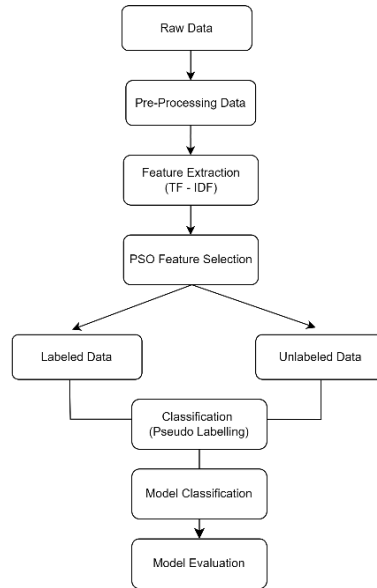 Raw Data
Pre-Processing Data
Feature Extraction
(TF - IDF)
PSO Feature Selection
Labeled Data
Unlabeled Data
Classification
(Pseudo Labelling)
Model Classification
Model Evaluation